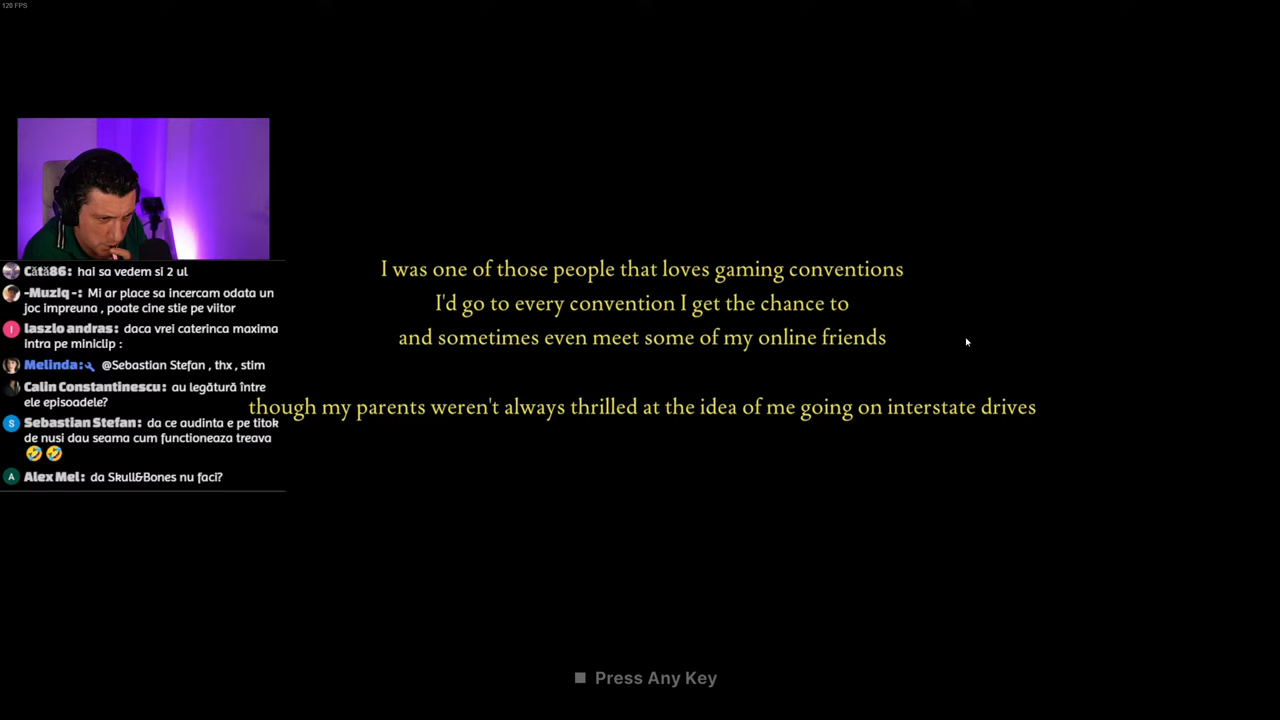 120 FPS
I was one of those people that loves gaming conventions
I'd go to every convention I get the chance to
and sometimes even meet some of my online friends
though my parents weren't always thrilled at the idea of me going on interstate drives
Cătă86: hai sa vedem si 2 ul
-Muziq-: Mi ar place sa incercam odata un
joc impreuna , poate cine stie pe viitor
laszlo andras: daca vrei caterinca maxima
intra pe miniclip :
Melinda: @Sebastian Stefan , thx , stim
Calin Constantinescu: au legătură între
ele episoadele?
Sebastian Stefan: da ce audinta e pe titok
de nusi dau seama cum functioneaza treava
🤣 🤣
A Alex Mel: da Skull&Bones nu faci?
Press Any Key